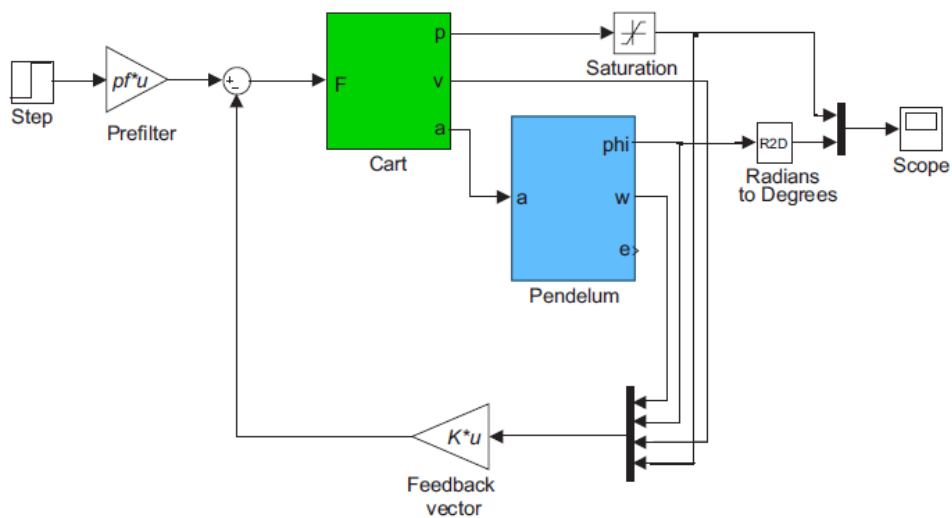 p
Saturation
F
v
pf*u
+
−
Step
Prefilter
a
Cart
phi
R2D
Scope
Radians
to Degrees
a
w
e
Pendelum
K*u
Feedback
vector